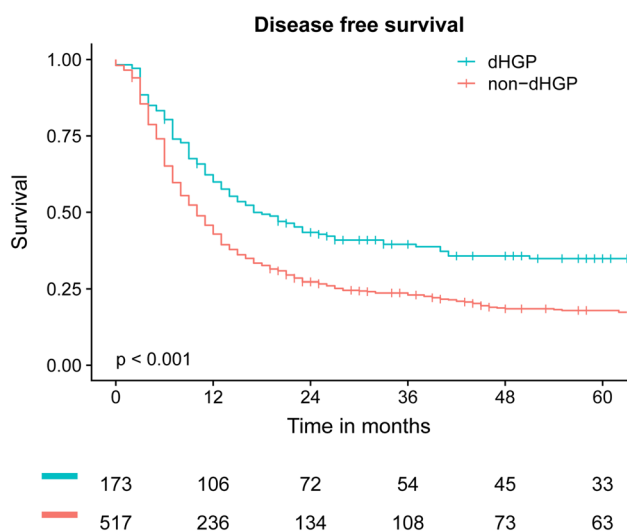 Disease free survival
dHGP
non-dHGP
1.00
0.75
0.50
0.25
0.00
Survival
p < 0.001
0 12 24 36 48 60
Time in months
173 106 72 54 45 33
517 236 134 108 73 63